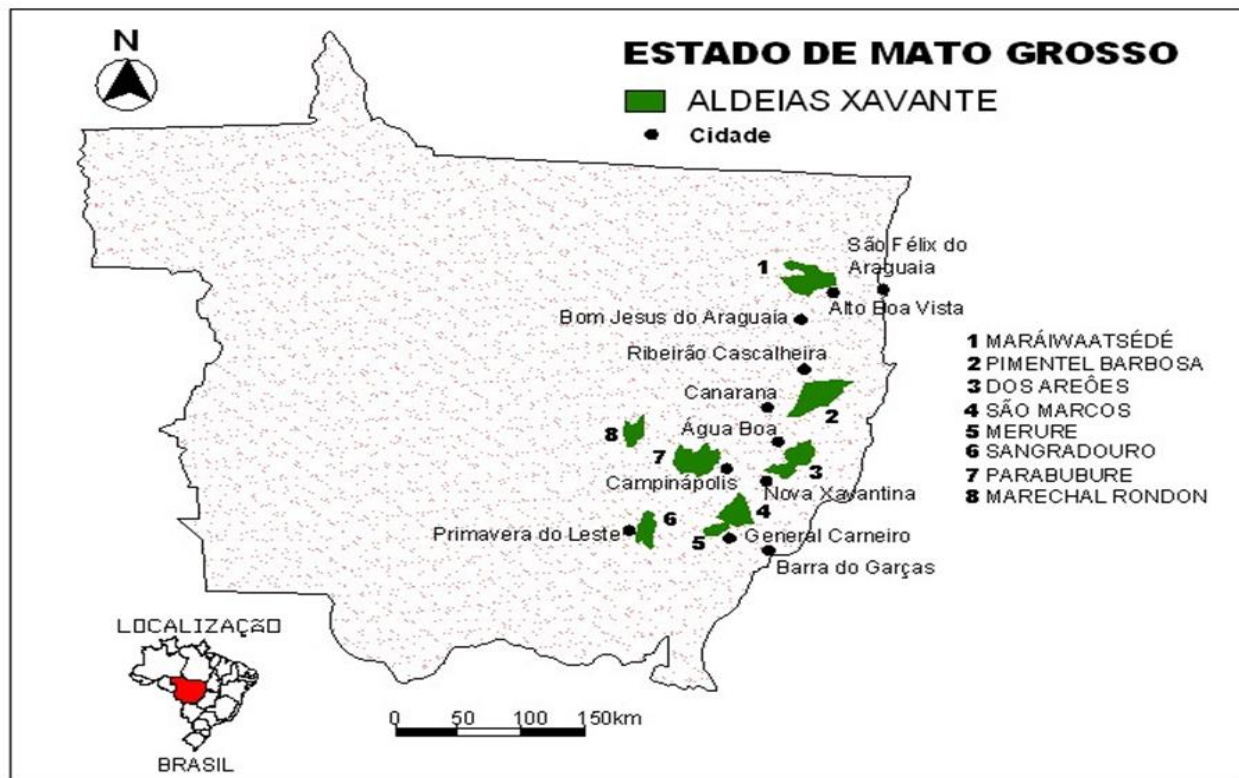 N
ESTADO DE MATO GROSSO
ALDEIAS XAVANTE
Cidade
São Félix do
Araguaia
1
Alto Boa Vista
Bom Jesus do Araguaia
Ribeirão Cascalheira
Canarana
2
Água Boa
8
7
3
Campinápolis
Nova Xavantina
4
6
Primavera do Leste
5
General Carneiro
Barra do Garças
1 MARÁIWAATSÉDÉ
2 PIMENTEL BARBOSA
3 DOS AREÔES
4 SÃO MARCOS
5 MERURE
6 SANGRADOURO
7 PARABUBURE
8 MARECHAL RONDON
LOCALIZAÇÃO
BRASIL
0 50 100 150km